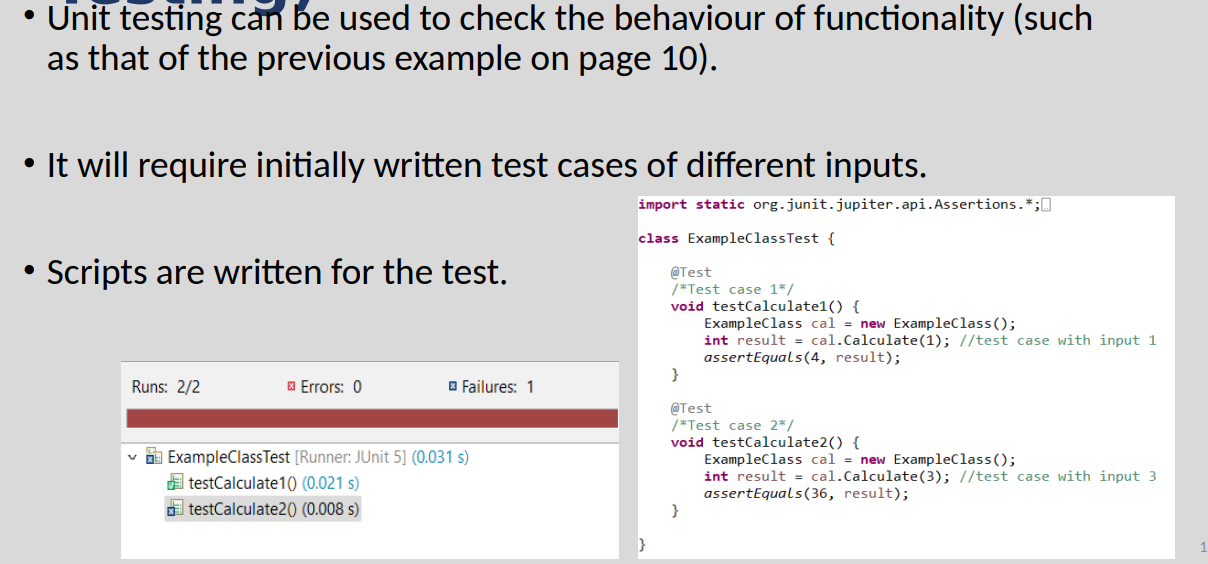 • Unit testing can be used to check the behaviour of functionality (such
as that of the previous example on page 10).
• It will require initially written test cases of different inputs.
• Scripts are written for the test.
import static org.junit.jupiter.api.Assertions.*;
class ExampleClassTest {
@Test
/*Test case 1*/
void testCalculate1() {
ExampleClass cal = new ExampleClass();
int result = cal.Calculate(1); //test case with input 1
assertEquals(4, result);
}
@Test
/*Test case 2*/
void testCalculate2() {
ExampleClass cal = new ExampleClass();
int result = cal.Calculate(3); //test case with input 3
assertEquals(36, result);
}
}
Runs: 2/2 Errors: 0 Failures: 1
ExampleClassTest [Runner: JUnit 5] (0.031 s)
testCalculate1() (0.021 s)
testCalculate2() (0.008 s)